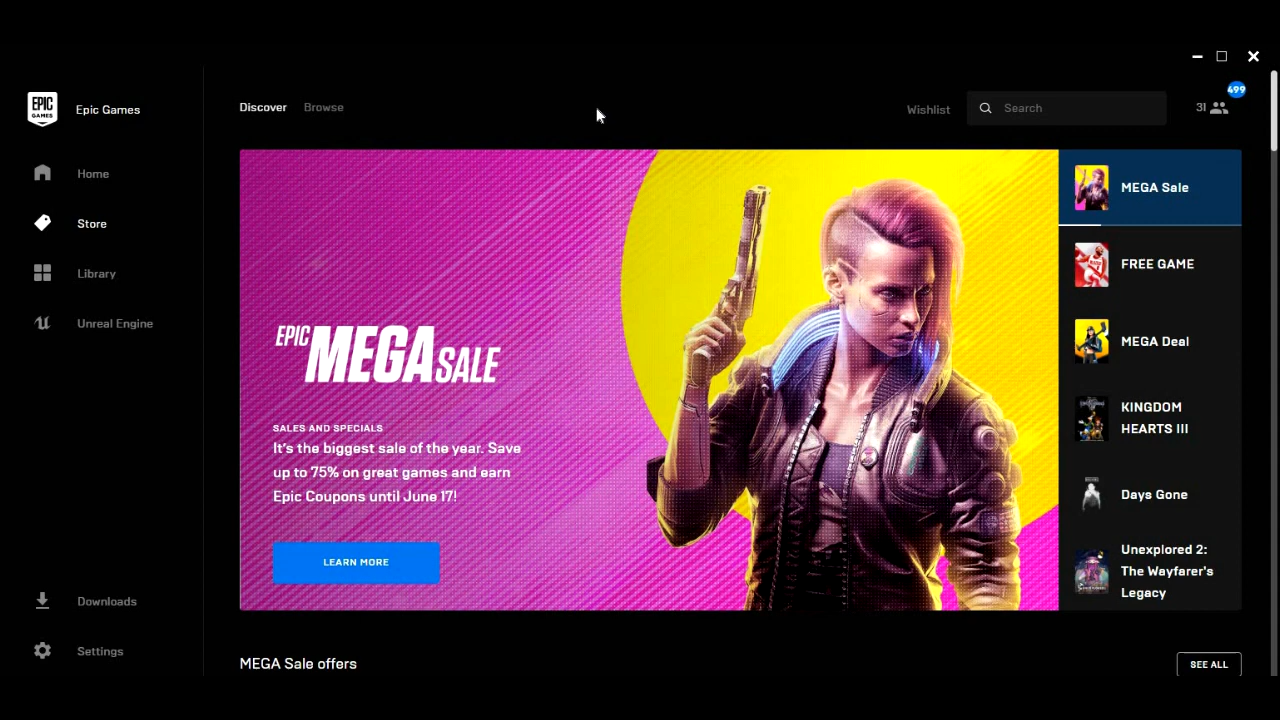 EPIC
GAMES
Epic Games
Home
Store
Library
Unreal Engine
Downloads
Settings
Discover
Browse
Wishlist
Search
31
499
EPIC MEGA SALE
SALES AND SPECIALS
It's the biggest sale of the year. Save
up to 75% on great games and earn
Epic Coupons until June 17!
LEARN MORE
MEGA Sale
FREE GAME
MEGA Deal
KINGDOM
HEARTS III
Days Gone
Unexplored 2:
The Wayfarer's
Legacy
MEGA Sale offers
SEE ALL